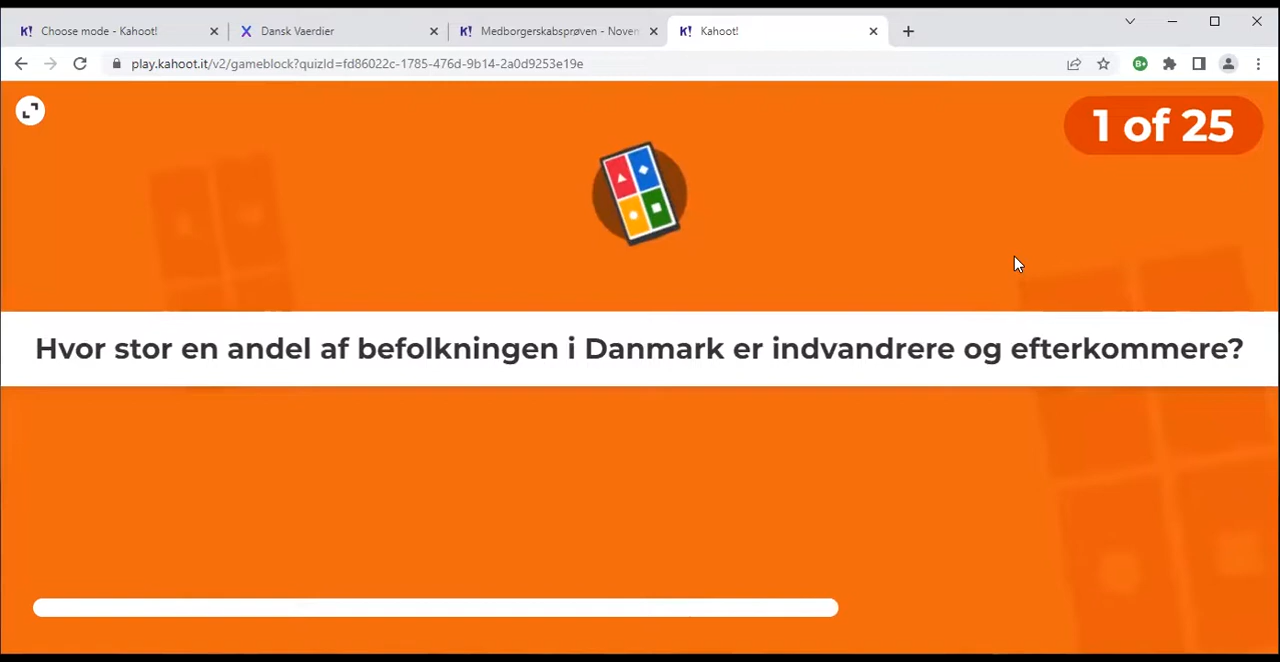 K! Choose mode - Kahoot!
Dansk Vaerdier
K! Medborgerskabsprøven - Noven
K! Kahoot!
play.kahoot.it/v2/gameblock?quizId=fd86022c-1785-476d-9b14-2a0d9253e19e
B+
1 of 25
Hvor stor en andel af befolkningen i Danmark er indvandrere og efterkommere?